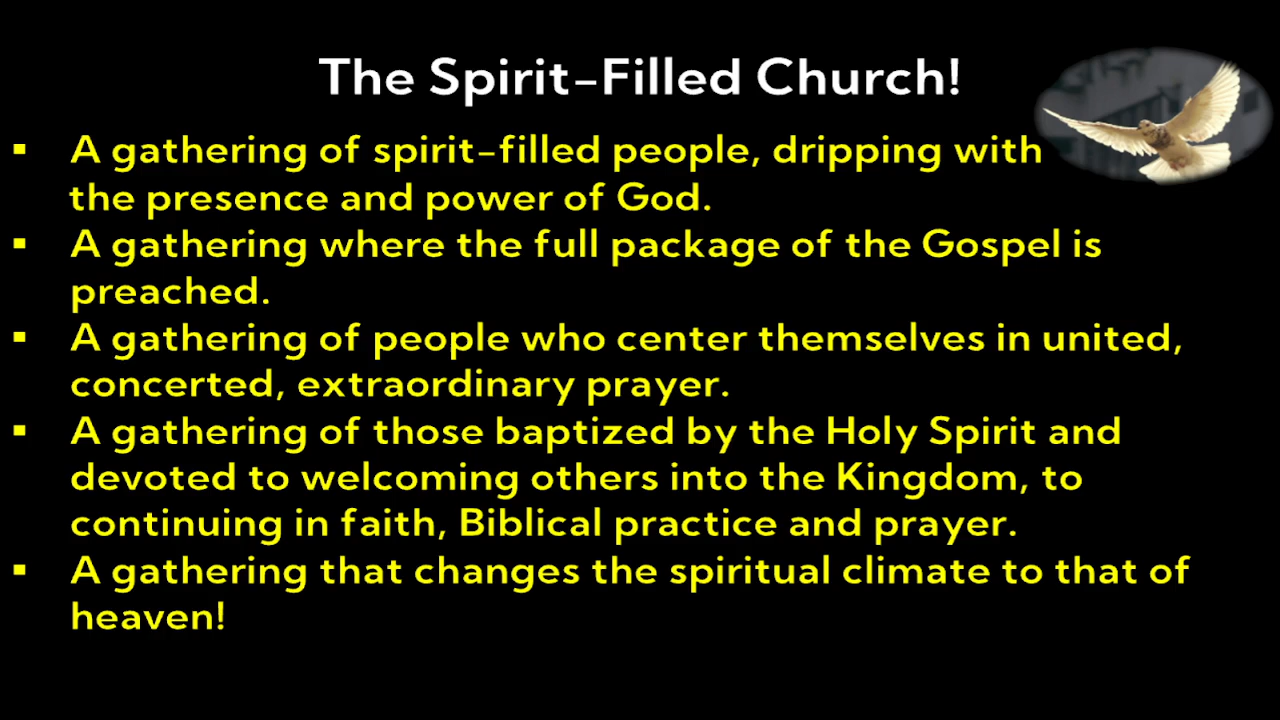 The Spirit-Filled Church!
▪ A gathering of spirit-filled people, dripping with
the presence and power of God.
▪ A gathering where the full package of the Gospel is
preached.
▪ A gathering of people who center themselves in united,
concerted, extraordinary prayer.
▪ A gathering of those baptized by the Holy Spirit and
devoted to welcoming others into the Kingdom, to
continuing in faith, Biblical practice and prayer.
▪ A gathering that changes the spiritual climate to that of
heaven!